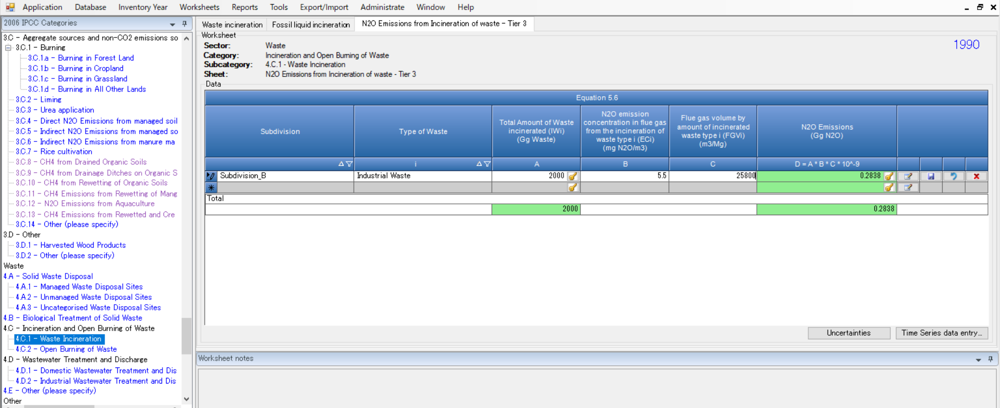 Application Database Inventory Year Worksheets Reports Tools Export/Import Administrate Window Help
2006 IPCC Categories
3.C - Aggregate sources and non-CO2 emissions so
3.C.1 - Burning
3.C.1.a - Burning in Forest Land
3.C.1.b - Burning in Cropland
3.C.1.c - Burning in Grassland
3.C.1.d - Burning in All Other Lands
3.C.2 - Liming
3.C.3 - Urea application
3.C.4 - Direct N2O Emissions from managed soil
3.C.5 - Indirect N2O Emissions from managed so
3.C.6 - Indirect N2O Emissions from manure ma
3.C.7 - Rice cultivation
3.C.8 - CH4 from Drained Organic Soils
3.C.9 - CH4 from Drainage Ditches on Organic S
3.C.10 - CH4 from Rewetting of Organic Soils
3.C.11 - CH4 Emissions from Rewetting of Mang
3.C.12 - N2O Emissions from Aquaculture
3.C.13 - CH4 Emissions from Rewetted and Cre
3.C.14 - Other (please specify)
3.D - Other
3.D.1 - Harvested Wood Products
3.D.2 - Other (please specify)
Waste
4.A - Solid Waste Disposal
4.A.1 - Managed Waste Disposal Sites
4.A.2 - Unmanaged Waste Disposal Sites
4.A.3 - Uncategorised Waste Disposal Sites
4.B - Biological Treatment of Solid Waste
4.C - Incineration and Open Burning of Waste
4.C.1 - Waste Incineration
4.C.2 - Open Burning of Waste
4.D - Wastewater Treatment and Discharge
4.D.1 - Domestic Wastewater Treatment and Dis
4.D.2 - Industrial Wastewater Treatment and Dis
4.E - Other (please specify)
Other
Waste incineration Fossil liquid incineration N2O Emissions from Incineration of waste - Tier 3
Worksheet
1990
Sector: Waste
Category: Incineration and Open Burning of Waste
Subcategory: 4.C.1 - Waste Incineration
Sheet: N2O Emissions from Incineration of waste - Tier 3
Data
Equation 5.6
Subdivision
Type of Waste
Total Amount of Waste
incinerated (IWi)
(Gg Waste)
N2O emission
concentration in flue gas
from the incineration of
waste type i (ECi)
(mg N2O/m3)
Flue gas volume by
amount of incinerated
waste type i (FGVi)
(m3/Mg)
N2O Emissions
(Gg N2O)
i A B C D = A * B * C * 10^-9
Subdivision_B Industrial Waste 2000 5.5 25800 0.2838
Total
2000 0.2838
Uncertainties Time Series data entry...
Worksheet notes